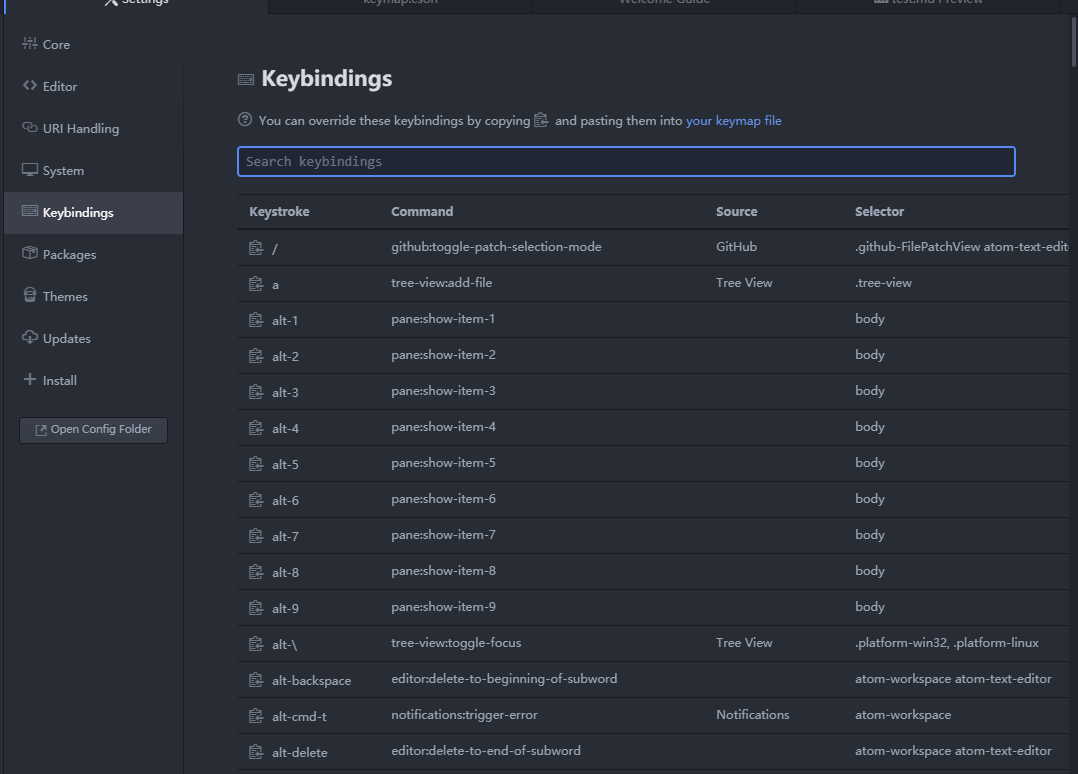 Settings keymap.cson Welcome Guide test.md Preview
Core
Editor
URI Handling
System
Keybindings
Packages
Themes
Updates
Install
Open Config Folder
Keybindings
You can override these keybindings by copying and pasting them into your keymap file
Search keybindings
Keystroke Command Source Selector
/ github:toggle-patch-selection-mode GitHub .github-FilePatchView atom-text-edit
a tree-view:add-file Tree View .tree-view
alt-1 pane:show-item-1 body
alt-2 pane:show-item-2 body
alt-3 pane:show-item-3 body
alt-4 pane:show-item-4 body
alt-5 pane:show-item-5 body
alt-6 pane:show-item-6 body
alt-7 pane:show-item-7 body
alt-8 pane:show-item-8 body
alt-9 pane:show-item-9 body
alt-\ tree-view:toggle-focus Tree View .platform-win32, .platform-linux
alt-backspace editor:delete-to-beginning-of-subword atom-workspace atom-text-editor
alt-cmd-t notifications:trigger-error Notifications atom-workspace
alt-delete editor:delete-to-end-of-subword atom-workspace atom-text-editor